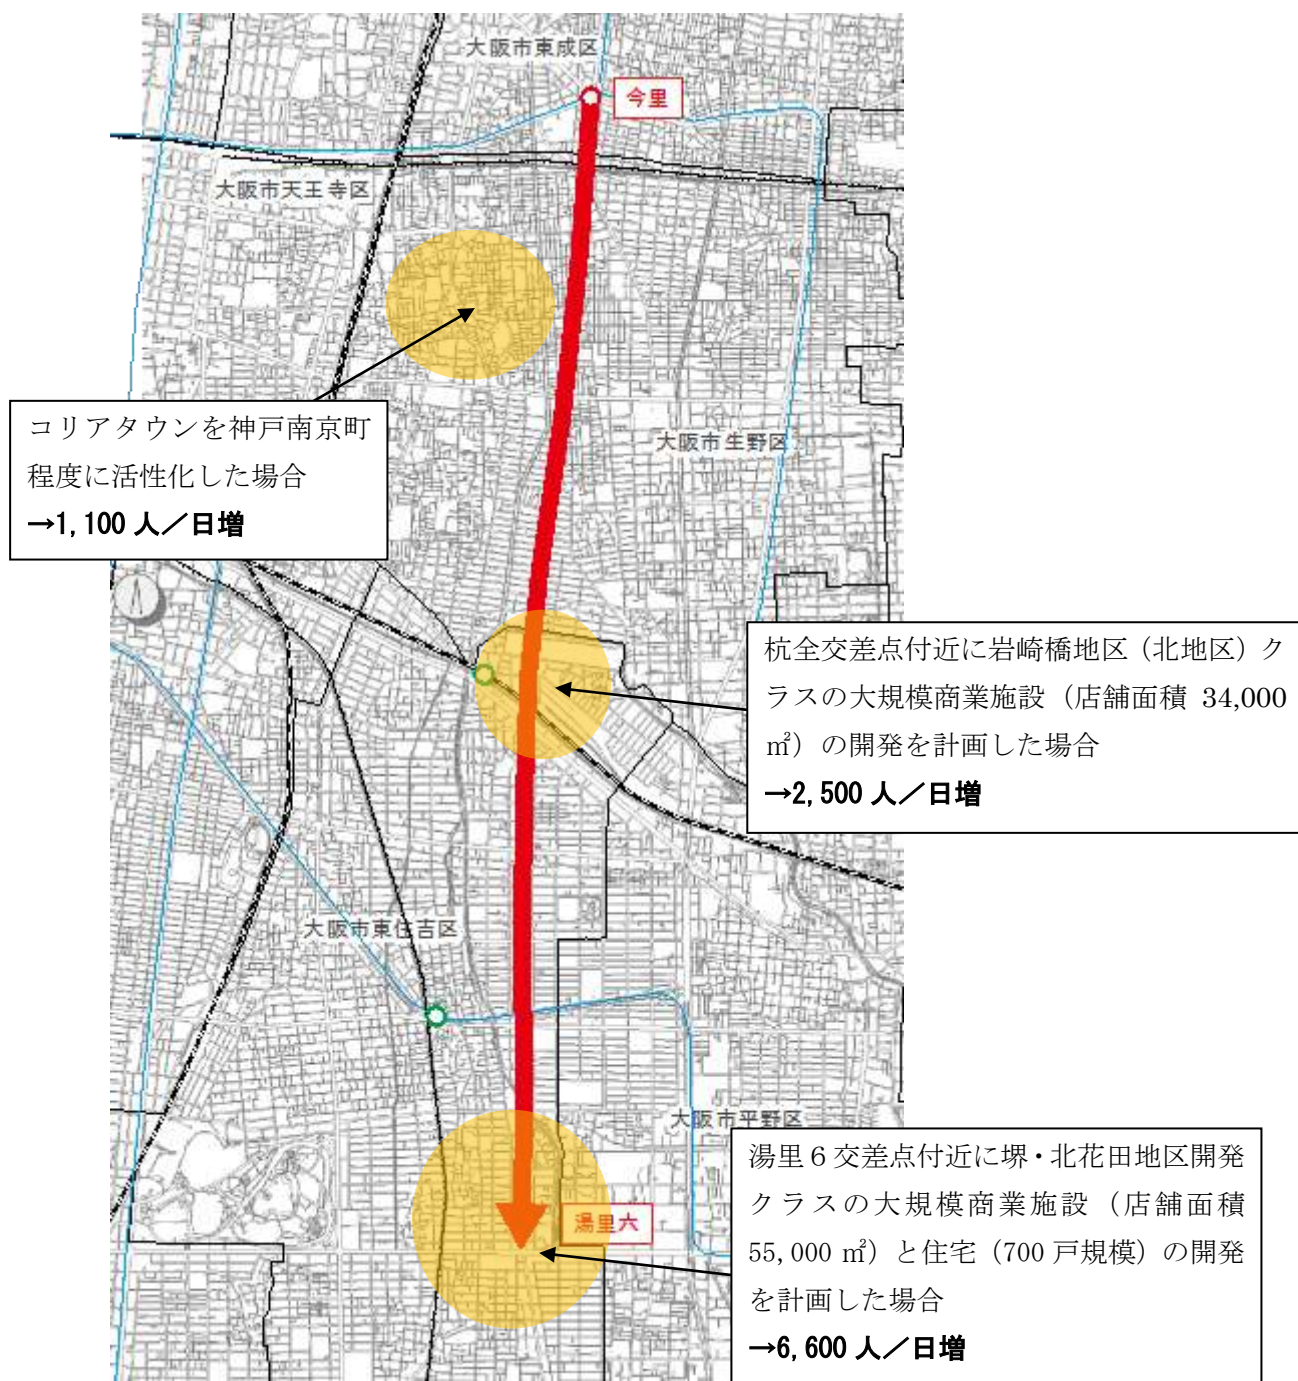 大阪市東成区
今里
大阪市天王寺区
コリアタウンを神戸南京町
程度に活性化した場合
→1,100 人／日増
大阪市生野区
杭全交差点付近に岩崎橋地区（北地区）ク
ラスの大規模商業施設（店舗面積 34,000
㎡）の開発を計画した場合
→2,500 人／日増
大阪市東住吉区
大阪市平野区
湯里６交差点付近に堺・北花田地区開発
クラスの大規模商業施設（店舗面積
55,000 ㎡）と住宅（700 戸規模）の開発
を計画した場合
→6,600 人／日増
湯里六